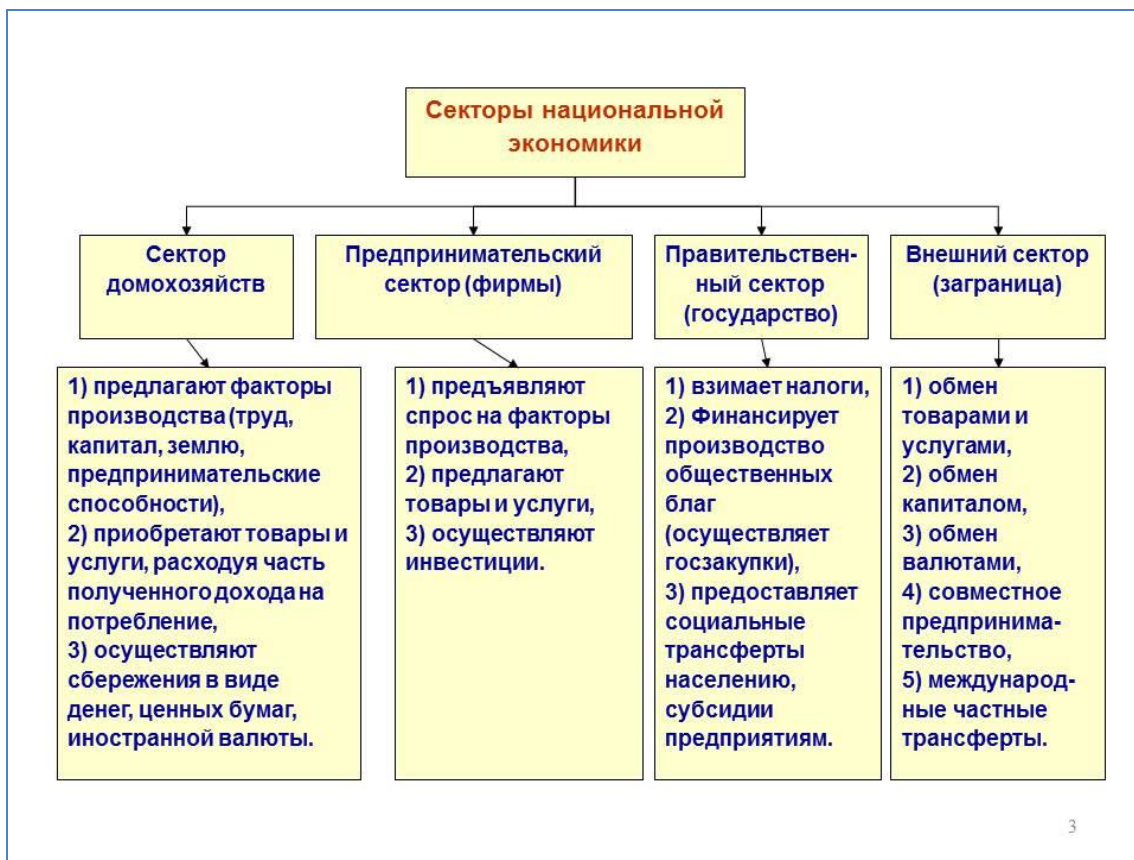 Секторы национальной
экономики
Сектор
домохозяйств
Предпринимательский
сектор (фирмы)
Правительствен-
ный сектор
(государство)
Внешний сектор
(заграница)
1) предлагают факторы
производства (труд,
капитал, землю,
предпринимательские
способности),
2) приобретают товары и
услуги, расходуя часть
полученного дохода на
потребление,
3) осуществляют
сбережения в виде
денег, ценных бумаг,
иностранной валюты.
1) предъявляют
спрос на факторы
производства,
2) предлагают
товары и услуги,
3) осуществляют
инвестиции.
1) взимает налоги,
2) Финансирует
производство
общественных
благ
(осуществляет
госзакупки),
3) предоставляет
социальные
трансферты
населению,
субсидии
предприятиям.
1) обмен
товарами и
услугами,
2) обмен
капиталом,
3) обмен
валютами,
4) совместное
предпринима-
тельство,
5) международ-
ные частные
трансферты.
3